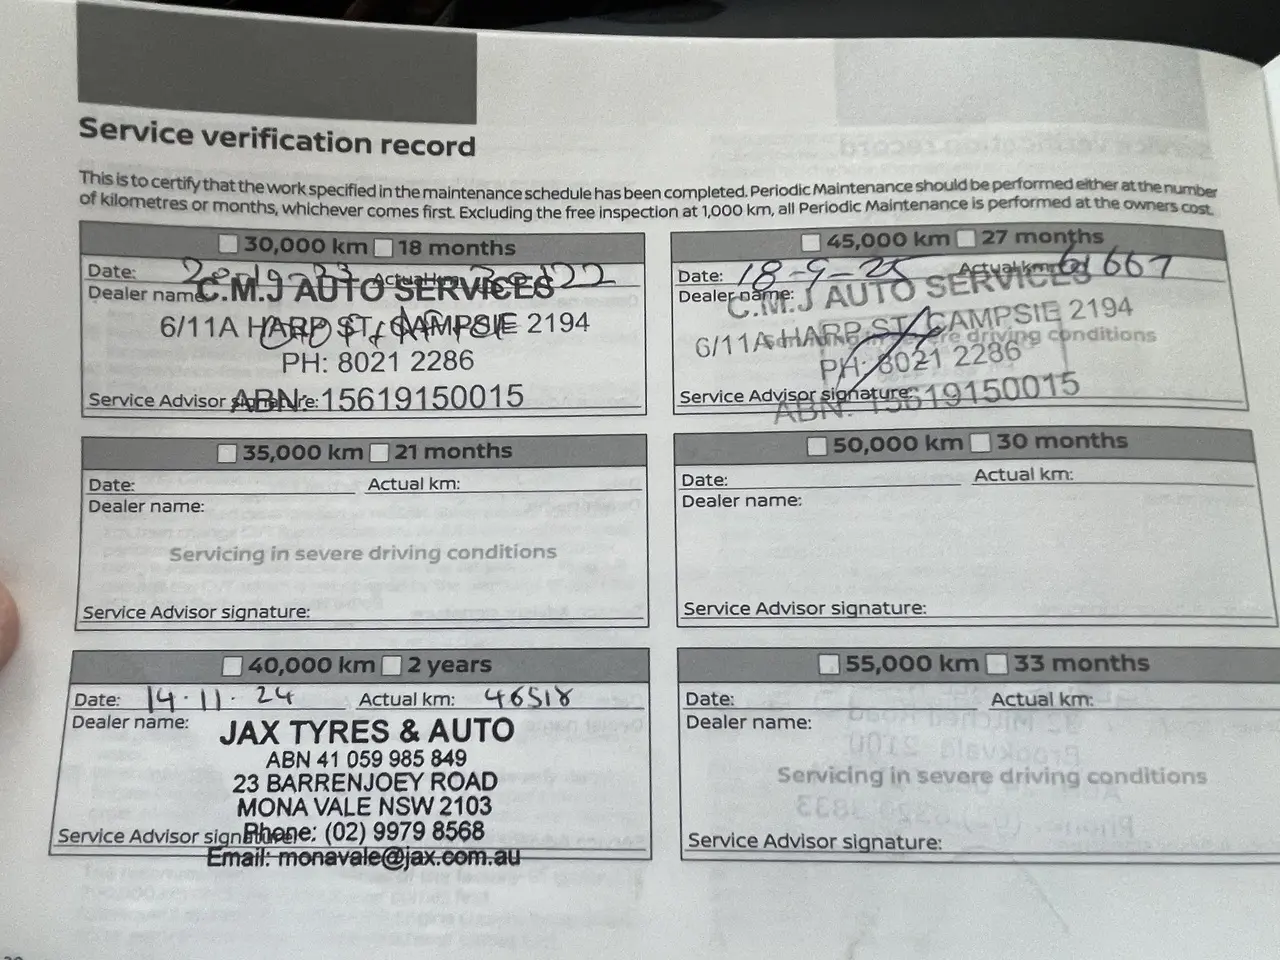 Service verification record
This is to certify that the work specified in the maintenance schedule has been completed. Periodic Maintenance should be performed either at the number
of kilometres or months, whichever comes first. Excluding the free inspection at 1,000 km, all Periodic Maintenance is performed at the owners cost.
30,000 km 18 months
Date: Actual km:
Dealer name:
C.M.J AUTO SERVICES
6/11A HARP ST, CAMPSIE 2194
PH: 8021 2286
Service Advisor signature:
ABN: 15619150015
35,000 km 21 months
Date: Actual km:
Dealer name:
Servicing in severe driving conditions
Service Advisor signature:
40,000 km 2 years
Date: 14.11.24 Actual km: 46518
Dealer name:
JAX TYRES & AUTO
ABN 41 059 985 849
23 BARRENJOEY ROAD
MONA VALE NSW 2103
Service Advisor signature:
Phone: (02) 9979 8568
Email: monavale@jax.com.au
45,000 km 27 months
Date: 18-9-25 Actual km: 61667
Dealer name:
C.M.J AUTO SERVICES
6/11A HARP ST, CAMPSIE 2194
Servicing in severe driving conditions
PH: 8021 2286
Service Advisor signature:
ABN: 15619150015
50,000 km 30 months
Date: Actual km:
Dealer name:
Service Advisor signature:
55,000 km 33 months
Date: Actual km:
Dealer name:
Servicing in severe driving conditions
Service Advisor signature: